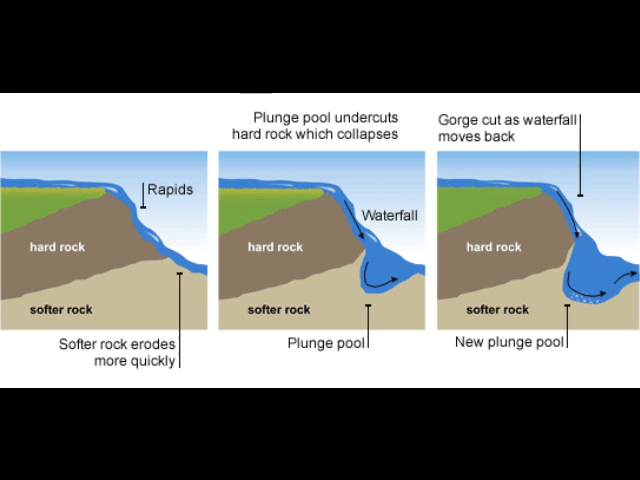 Rapids
hard rock
softer rock
Softer rock erodes
more quickly
Plunge pool undercuts
hard rock which collapses
Waterfall
hard rock
softer rock
Plunge pool
Gorge cut as waterfall
moves back
hard rock
softer rock
New plunge pool